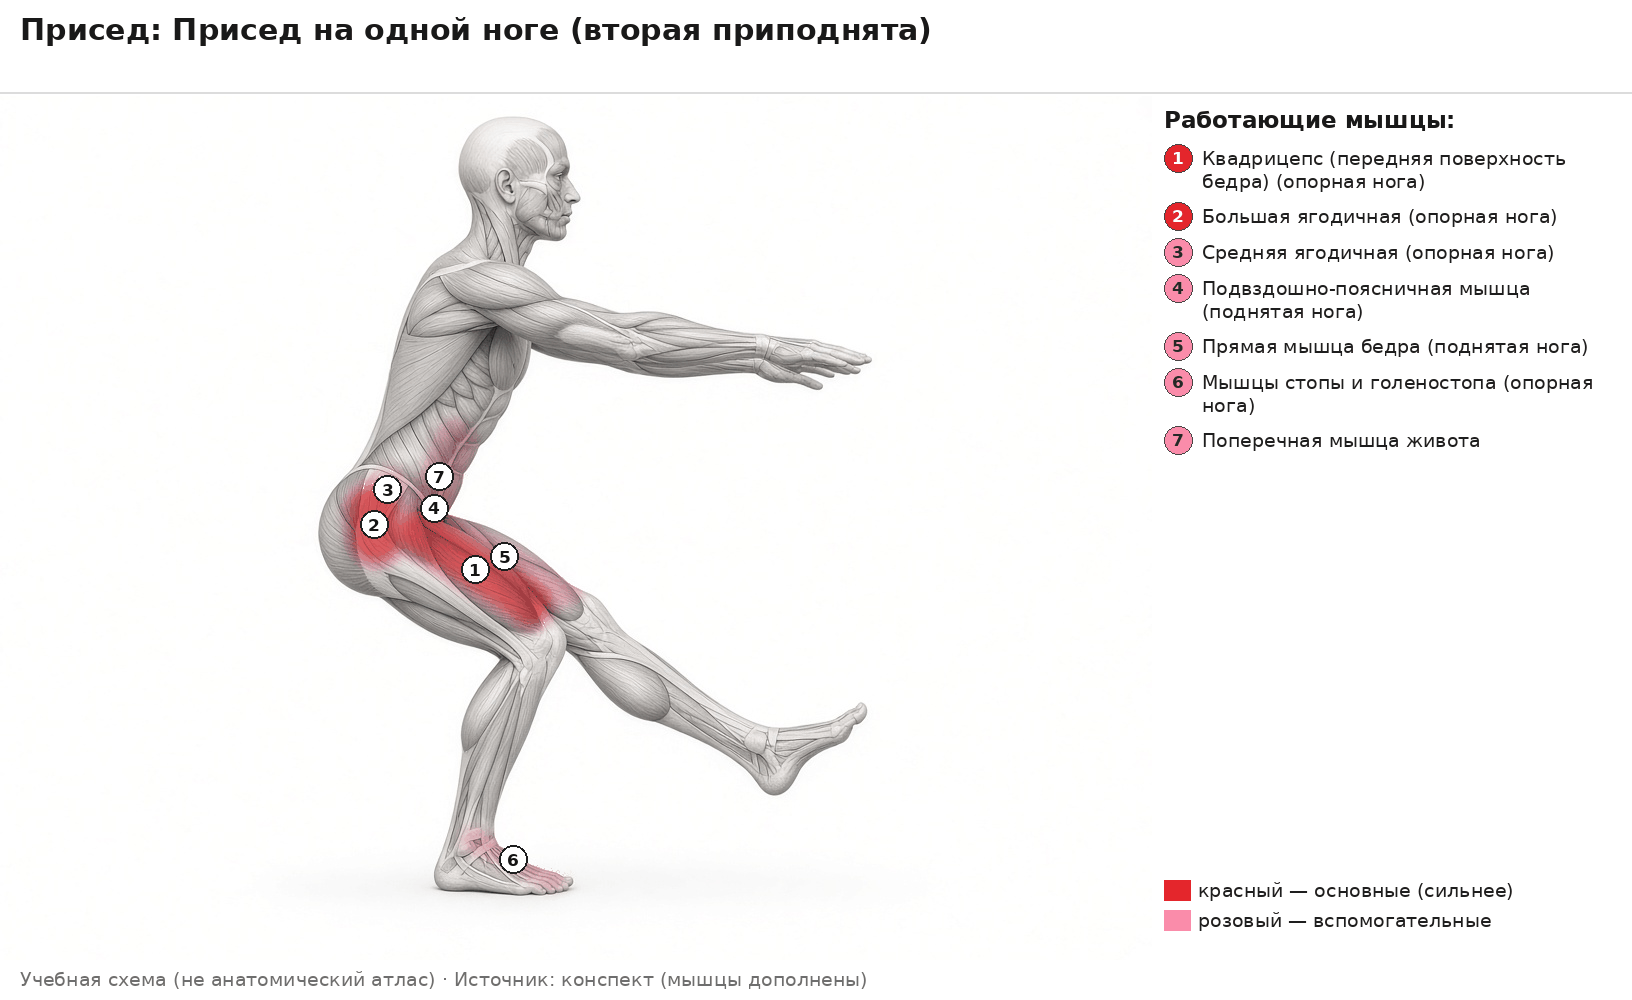 Присед: Присед на одной ноге (вторая приподнята)
Работающие мышцы:
1 Квадрицепс (передняя поверхность
бедра) (опорная нога)
2 Большая ягодичная (опорная нога)
3 Средняя ягодичная (опорная нога)
4 Подвздошно-поясничная мышца
(поднятая нога)
5 Прямая мышца бедра (поднятая нога)
6 Мышцы стопы и голеностопа (опорная
нога)
7 Поперечная мышца живота
7
3
4
2
5
1
6
красный — основные (сильнее)
розовый — вспомогательные
Учебная схема (не анатомический атлас) · Источник: конспект (мышцы дополнены)